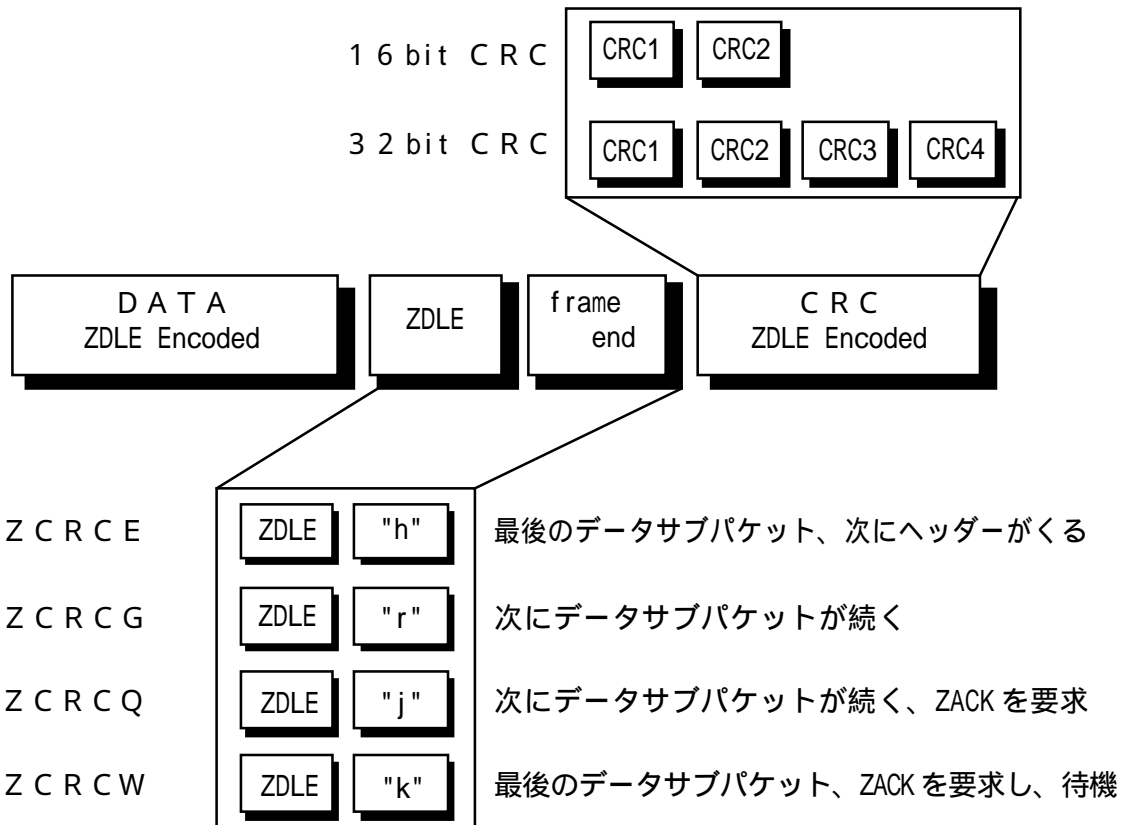 16bit CRC CRC1 CRC2
32bit CRC CRC1 CRC2 CRC3 CRC4
DATA
ZDLE Encoded
ZDLE
frame
end
CRC
ZDLE Encoded
ZCRCE ZDLE "h" 最後のデータサブパケット、次にヘッダーがくる
ZCRCG ZDLE "r" 次にデータサブパケットが続く
ZCRCQ ZDLE "j" 次にデータサブパケットが続く、ZACKを要求
ZCRCW ZDLE "k" 最後のデータサブパケット、ZACKを要求し、待機